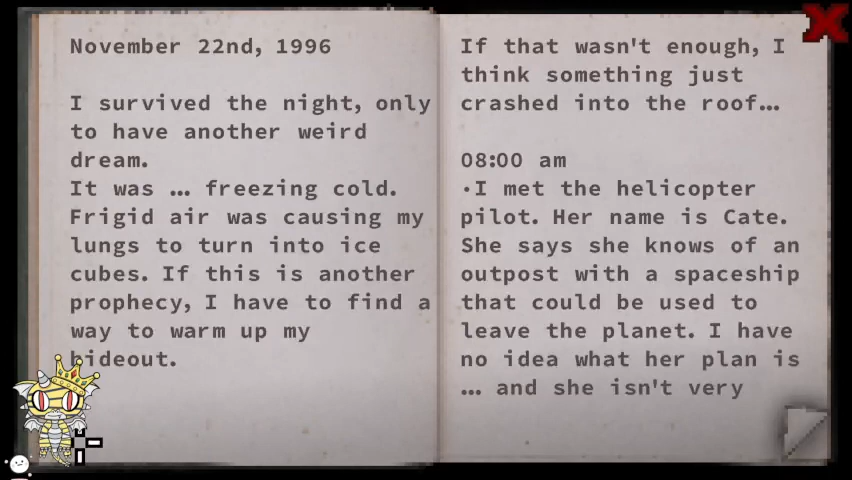 November 22nd, 1996
I survived the night, only
to have another weird
dream.
It was ... freezing cold.
Frigid air was causing my
lungs to turn into ice
cubes. If this is another
prophecy, I have to find a
way to warm up my
hideout.
If that wasn't enough, I
think something just
crashed into the roof...
08:00 am
·I met the helicopter
pilot. Her name is Cate.
She says she knows of an
outpost with a spaceship
that could be used to
leave the planet. I have
no idea what her plan is
... and she isn't very